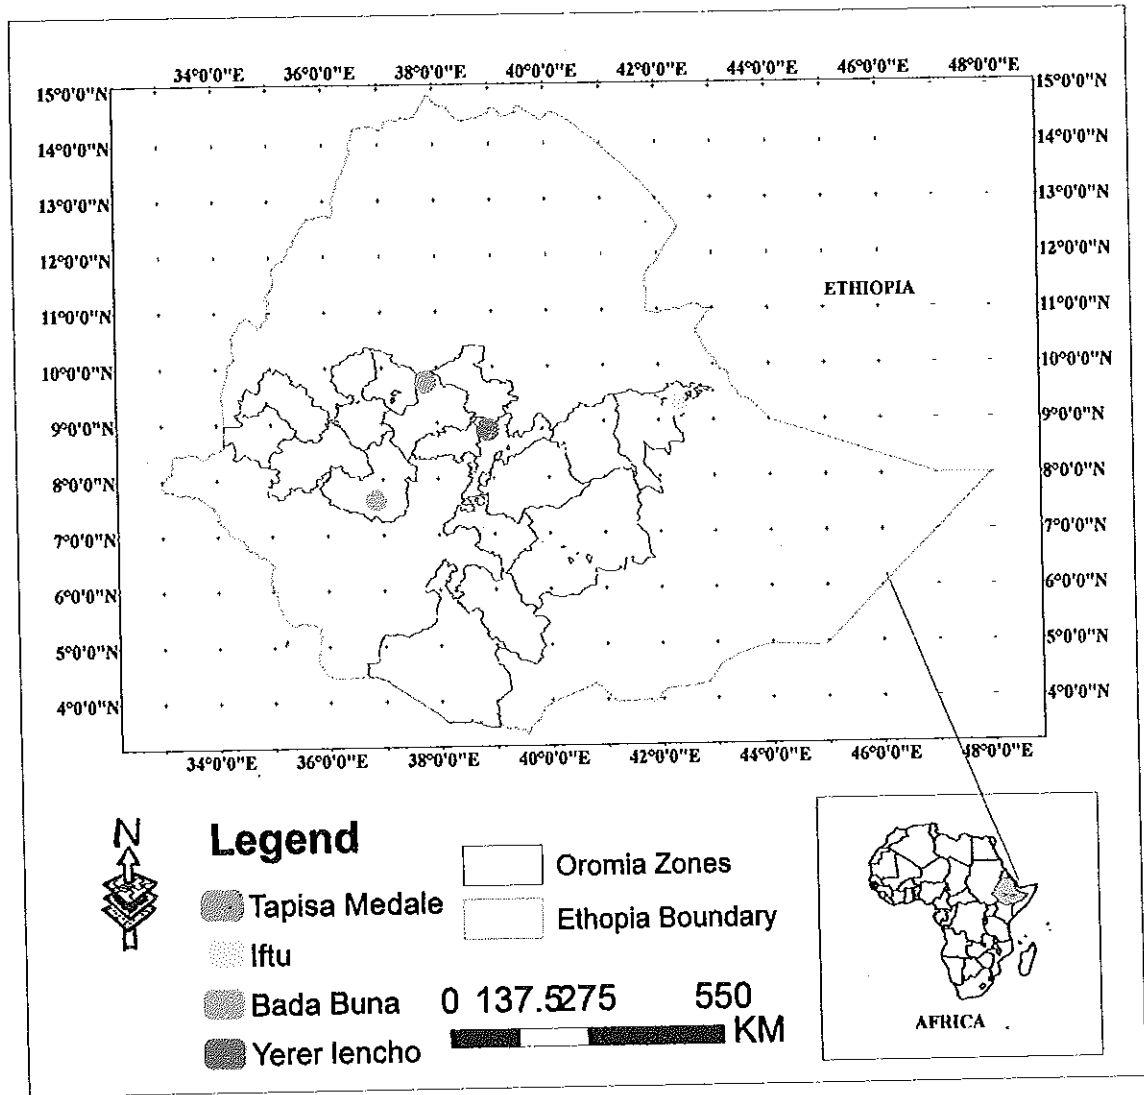 34°0'0"E 36°0'0"E 38°0'0"E 40°0'0"E 42°0'0"E 44°0'0"E 46°0'0"E 48°0'0"E
15°0'0"N 15°0'0"N
14°0'0"N 14°0'0"N
13°0'0"N 13°0'0"N
12°0'0"N 12°0'0"N
ETHIOPIA
11°0'0"N 11°0'0"N
10°0'0"N 10°0'0"N
9°0'0"N 9°0'0"N
8°0'0"N 8°0'0"N
7°0'0"N 7°0'0"N
6°0'0"N 6°0'0"N
5°0'0"N 5°0'0"N
4°0'0"N 4°0'0"N
34°0'0"E 36°0'0"E 38°0'0"E 40°0'0"E 42°0'0"E 44°0'0"E 46°0'0"E 48°0'0"E
N
Legend
Tapisa Medale
Iftu
Bada Buna
Yerer lencho
Oromia Zones
Ethopia Boundary
0 137.5 275 550
KM
AFRICA